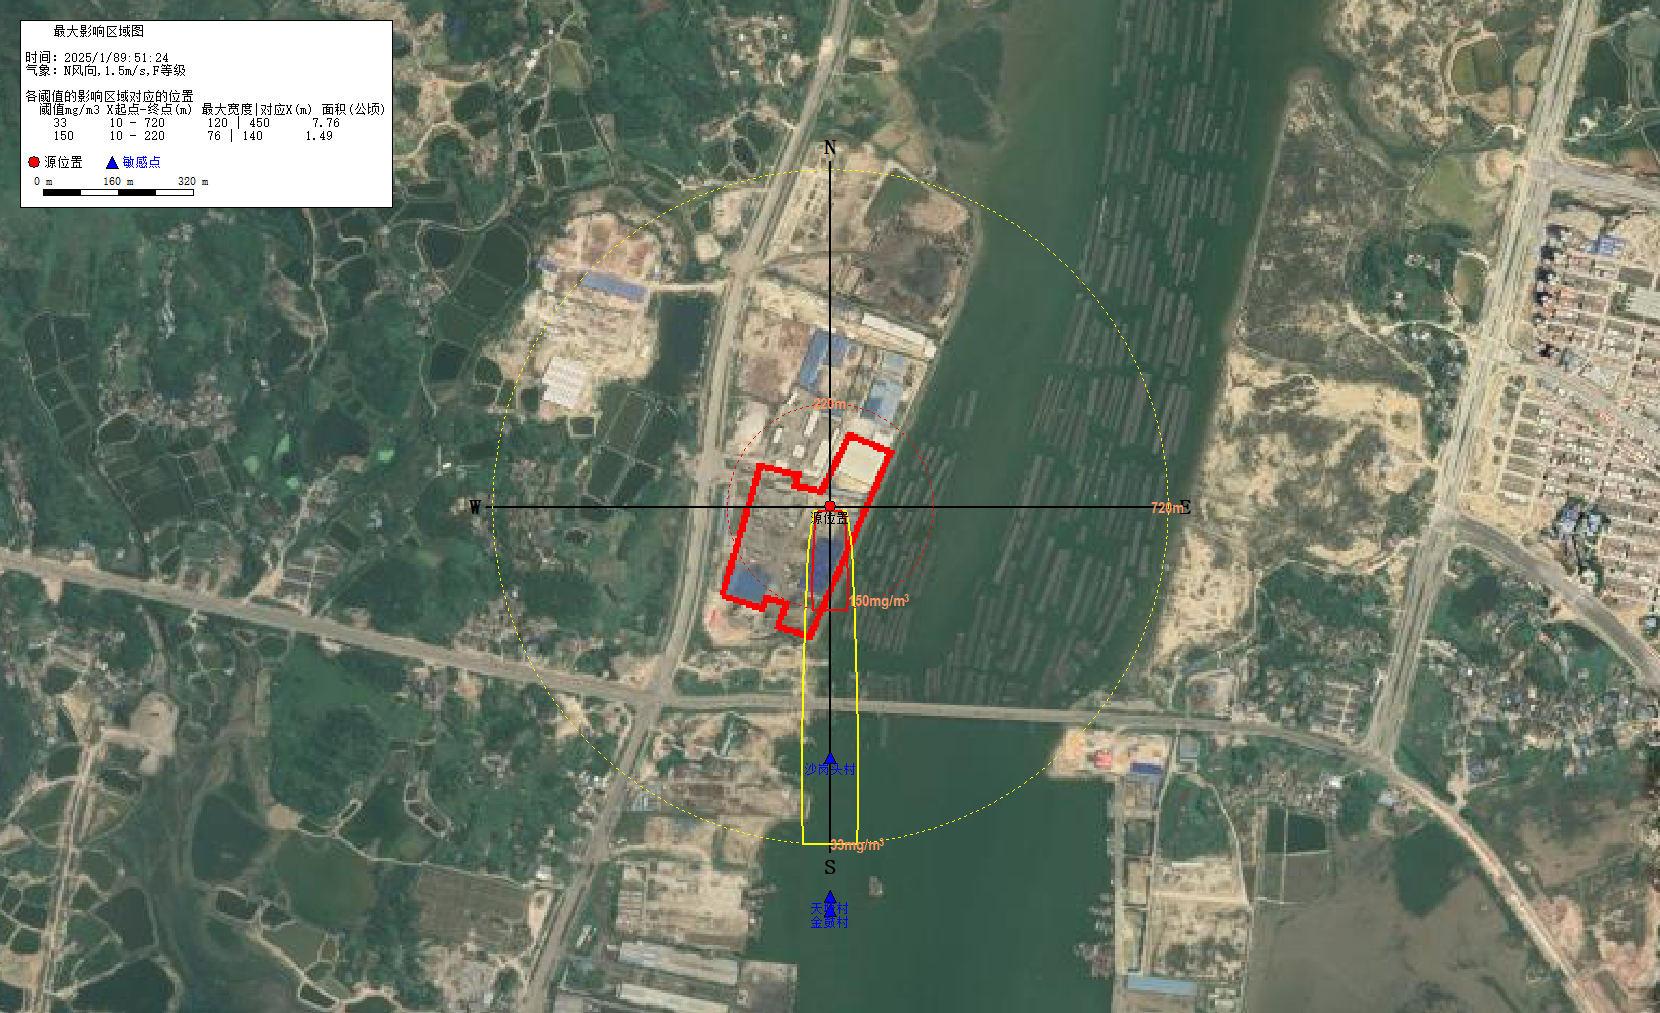 最大影响区域图
时间: 2025/1/89:51:24
气象: N风向,1.5m/s,F等级
各阈值的影响区域对应的位置
阈值mg/m3 X起点-终点(m) 最大宽度|对应X(m) 面积(公顷)
33 10 - 720 120 | 450 7.76
150 10 - 220 76 | 140 1.49
源位置 敏感点
0 m 160 m 320 m
N
220m
W
720m
E
源位置
150mg/m³
沙岗头村
33mg/m³
S